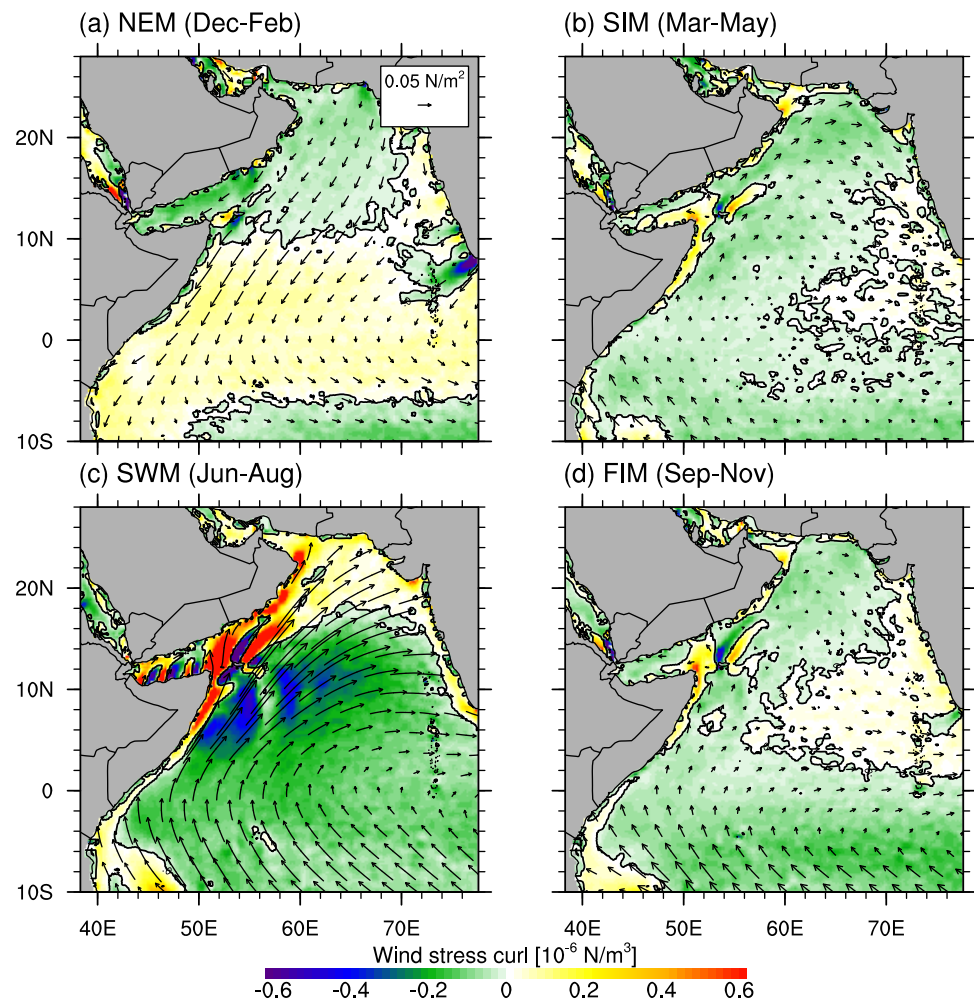 (a) NEM (Dec-Feb)
(b) SIM (Mar-May)
0.05 N/m²
20N
10N
0
10S
(c) SWM (Jun-Aug)
(d) FIM (Sep-Nov)
20N
10N
0
10S
40E 50E 60E 70E
40E 50E 60E 70E
Wind stress curl [10⁻⁶ N/m³]
-0.6 -0.4 -0.2 0 0.2 0.4 0.6